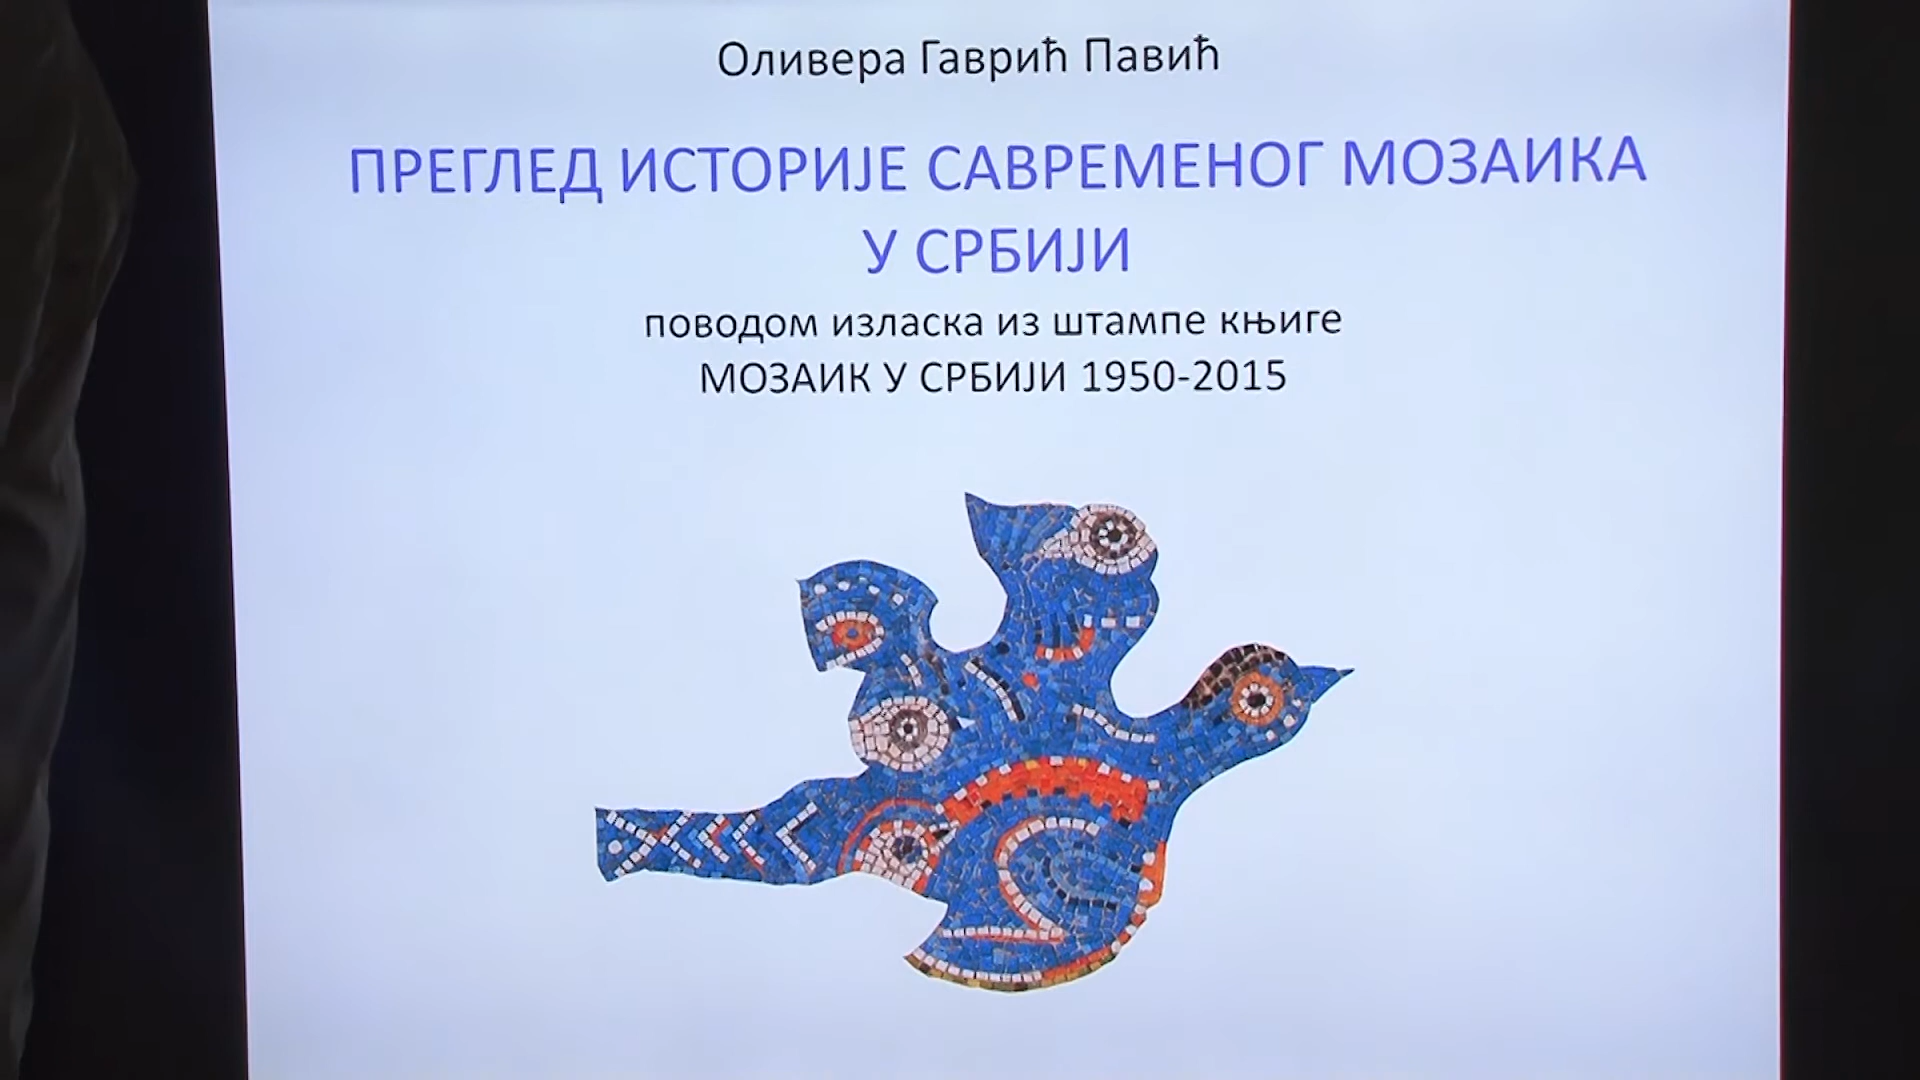 Оливера Гаврић Павић
ПРЕГЛЕД ИСТОРИЈЕ САВРЕМЕНОГ МОЗАИКА
У СРБИЈИ
поводом изласка из штампе књиге
МОЗАИК У СРБИЈИ 1950-2015